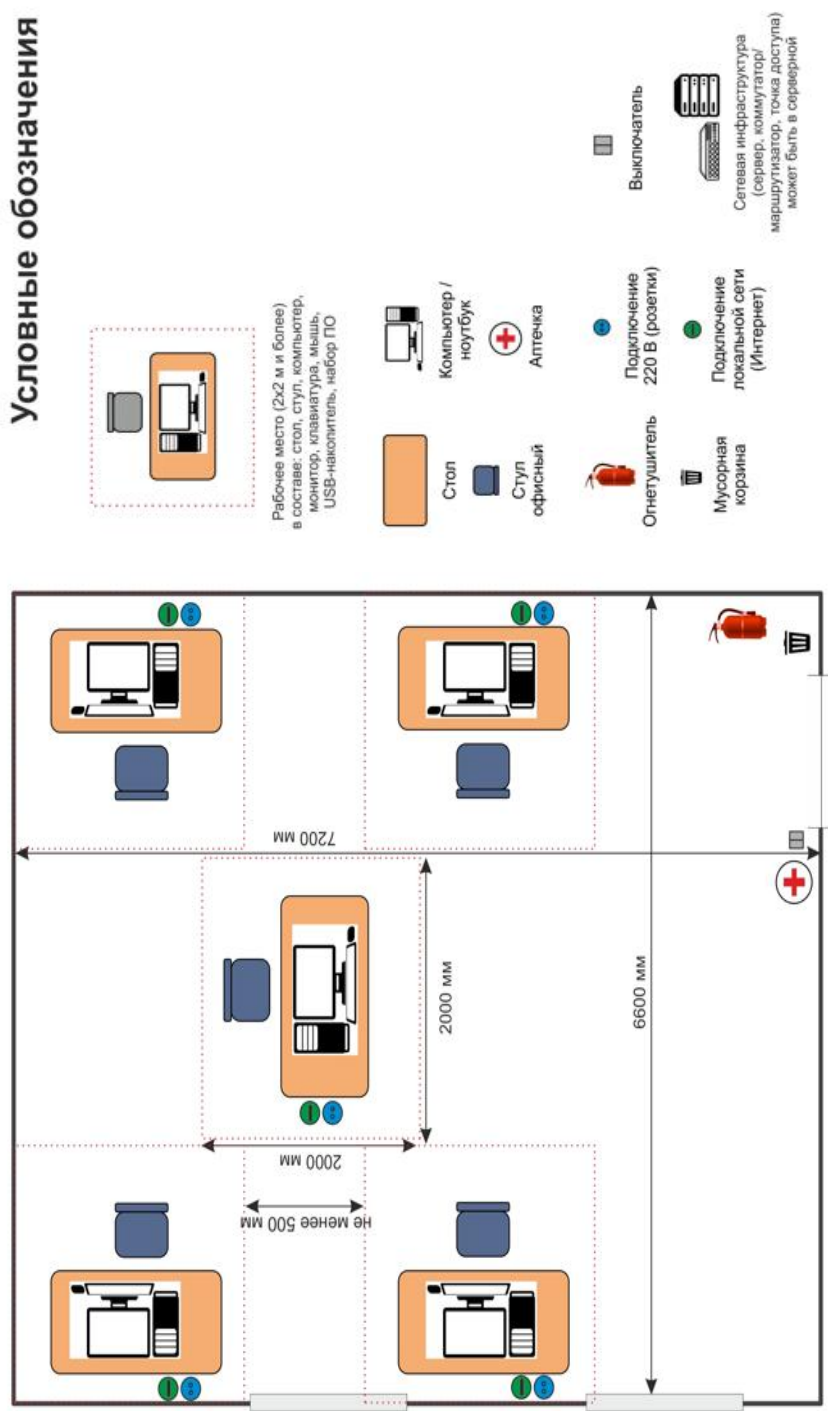 Условные обозначения
Рабочее место (2х2 м и более)
в составе: стол, стул, компьютер,
монитор, клавиатура, мышь,
USB-накопитель, набор ПО
Стол
Компьютер /
ноутбук
Стул
офисный
Аптечка
Огнетушитель
Подключение
220 В (розетки)
Выключатель
Мусорная
корзина
Подключение
локальной сети
(Интернет)
Сетевая инфраструктура
(сервер, коммутатор/
маршрутизатор, точка доступа)
может быть в серверной
7200 мм
2000 мм
2000 мм
не менее 500 мм
6600 мм